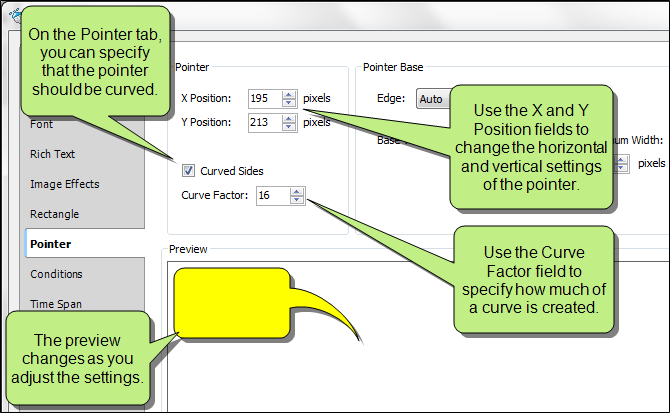 On the Pointer tab,
you can specify
that the pointer
should be curved.
Font
Rich Text
Image Effects
Rectangle
Pointer
Conditions
Time Span
Pointer
X Position: 195 pixels
Y Position: 213 pixels
Curved Sides
Curve Factor: 16
Pointer Base
Edge: Auto
Width:
pixels
Use the X and Y
Position fields to
change the horizontal
and vertical settings
of the pointer.
Preview
Use the Curve
Factor field to
specify how much of
a curve is created.
The preview
changes as you
adjust the settings.